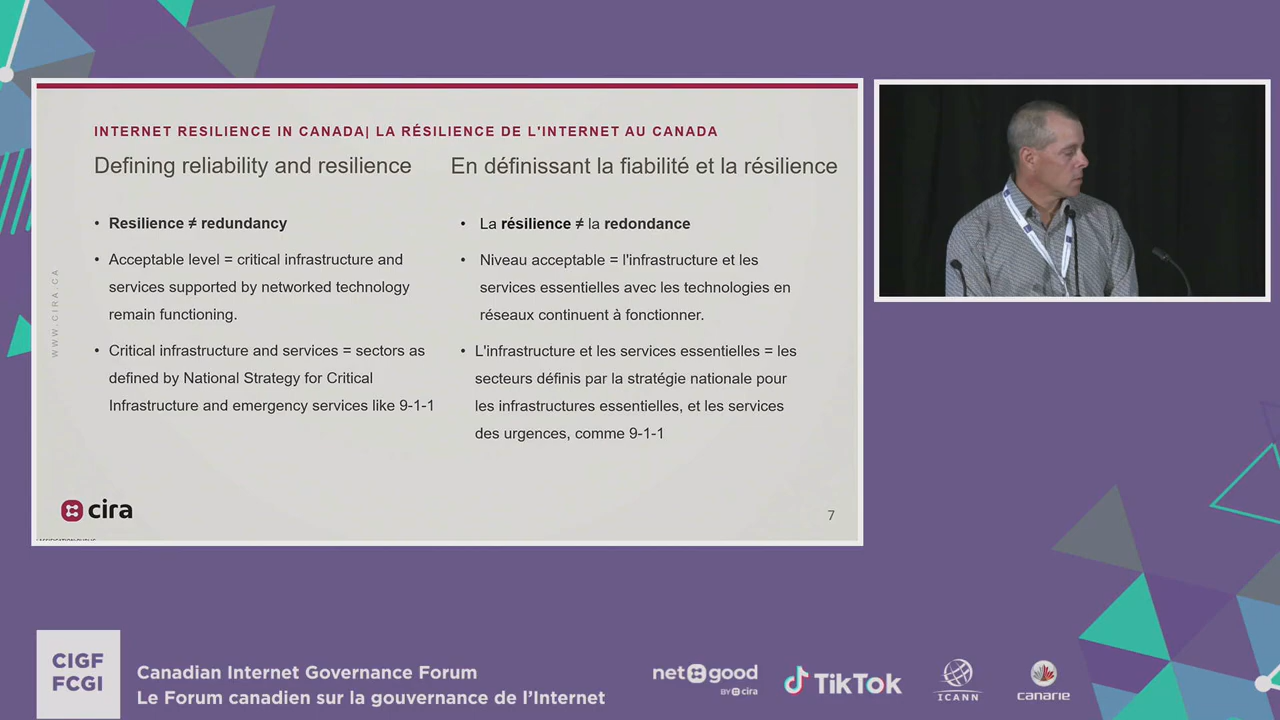 INTERNET RESILIENCE IN CANADA| LA RÉSILIENCE DE L'INTERNET AU CANADA
Defining reliability and resilience
• Resilience ≠ redundancy
• Acceptable level = critical infrastructure and
services supported by networked technology
remain functioning.
• Critical infrastructure and services = sectors as
defined by National Strategy for Critical
Infrastructure and emergency services like 9-1-1
En définissant la fiabilité et la résilience
• La résilience ≠ la redondance
• Niveau acceptable = l'infrastructure et les
services essentielles avec les technologies en
réseaux continuent à fonctionner.
• L'infrastructure et les services essentielles = les
secteurs définis par la stratégie nationale pour
les infrastructures essentielles, et les services
des urgences, comme 9-1-1
WWW.CIRA.CA
cira
7
CIGF
FCGI
Canadian Internet Governance Forum
Le Forum canadien sur la gouvernance de l'Internet
net good
BY cira
TikTok
ICANN
canarie